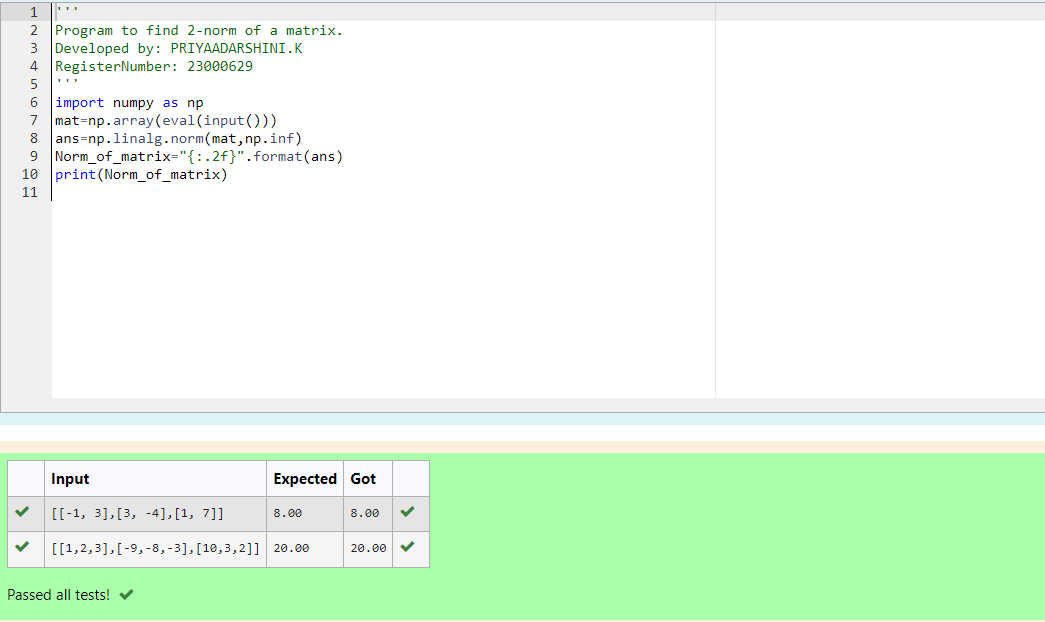 1 '''
2 Program to find 2-norm of a matrix.
3 Developed by: PRIYAADARSHINI.K
4 RegisterNumber: 23000629
5 '''
6 import numpy as np
7 mat=np.array(eval(input()))
8 ans=np.linalg.norm(mat,np.inf)
9 Norm_of_matrix="{:.2f}".format(ans)
10 print(Norm_of_matrix)
11
Input Expected Got
[[-1, 3],[3, -4],[1, 7]] 8.00 8.00
[[1,2,3],[-9,-8,-3],[10,3,2]] 20.00 20.00
Passed all tests!